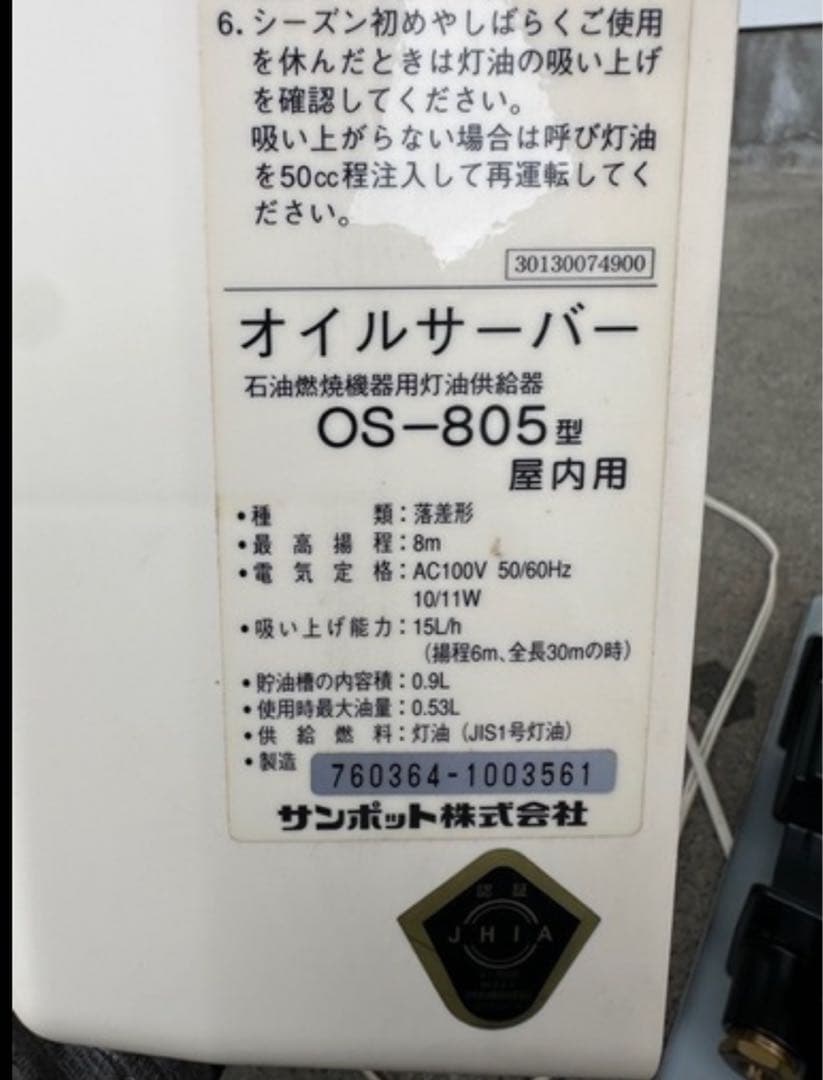 6. シーズン初めやしばらくご使用
を休んだときは灯油の吸い上げ
を確認してください。
吸い上がらない場合は呼び灯油
を50cc程注入して再運転してく
ださい。
30130074900
オイルサーバー
石油燃焼機器用灯油供給器
OS-805型
屋内用
•種類：落差形
•最高揚程：8m
•電気定格：AC100V 50/60Hz
10/11W
•吸い上げ能力：15L/h
（揚程6m、全長30mの時）
•貯油槽の内容積：0.9L
•使用時最大油量：0.53L
•供給燃料：灯油（JIS1号灯油）
•製造 760364-1003561
サンポット株式会社
認証
JHIA